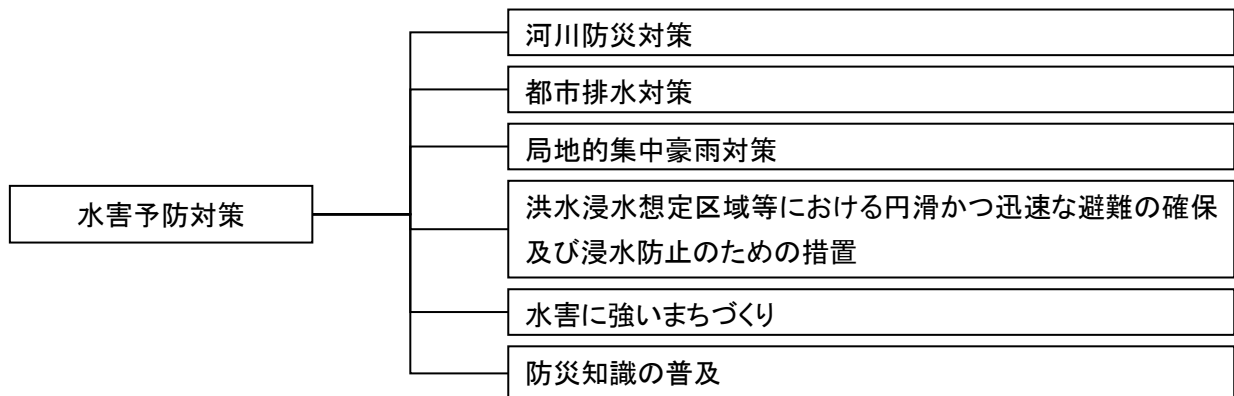 河川防災対策
都市排水対策
局地的集中豪雨対策
水害予防対策
洪水浸水想定区域等における円滑かつ迅速な避難の確保
及び浸水防止のための措置
水害に強いまちづくり
防災知識の普及